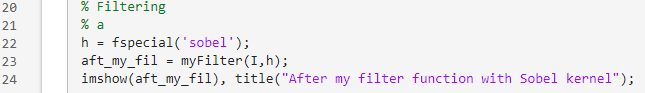 20 % Filtering
21 % a
22 h = fspecial('sobel');
23 aft_my_fil = myFilter(I,h);
24 imshow(aft_my_fil), title("After my filter function with Sobel kernel");